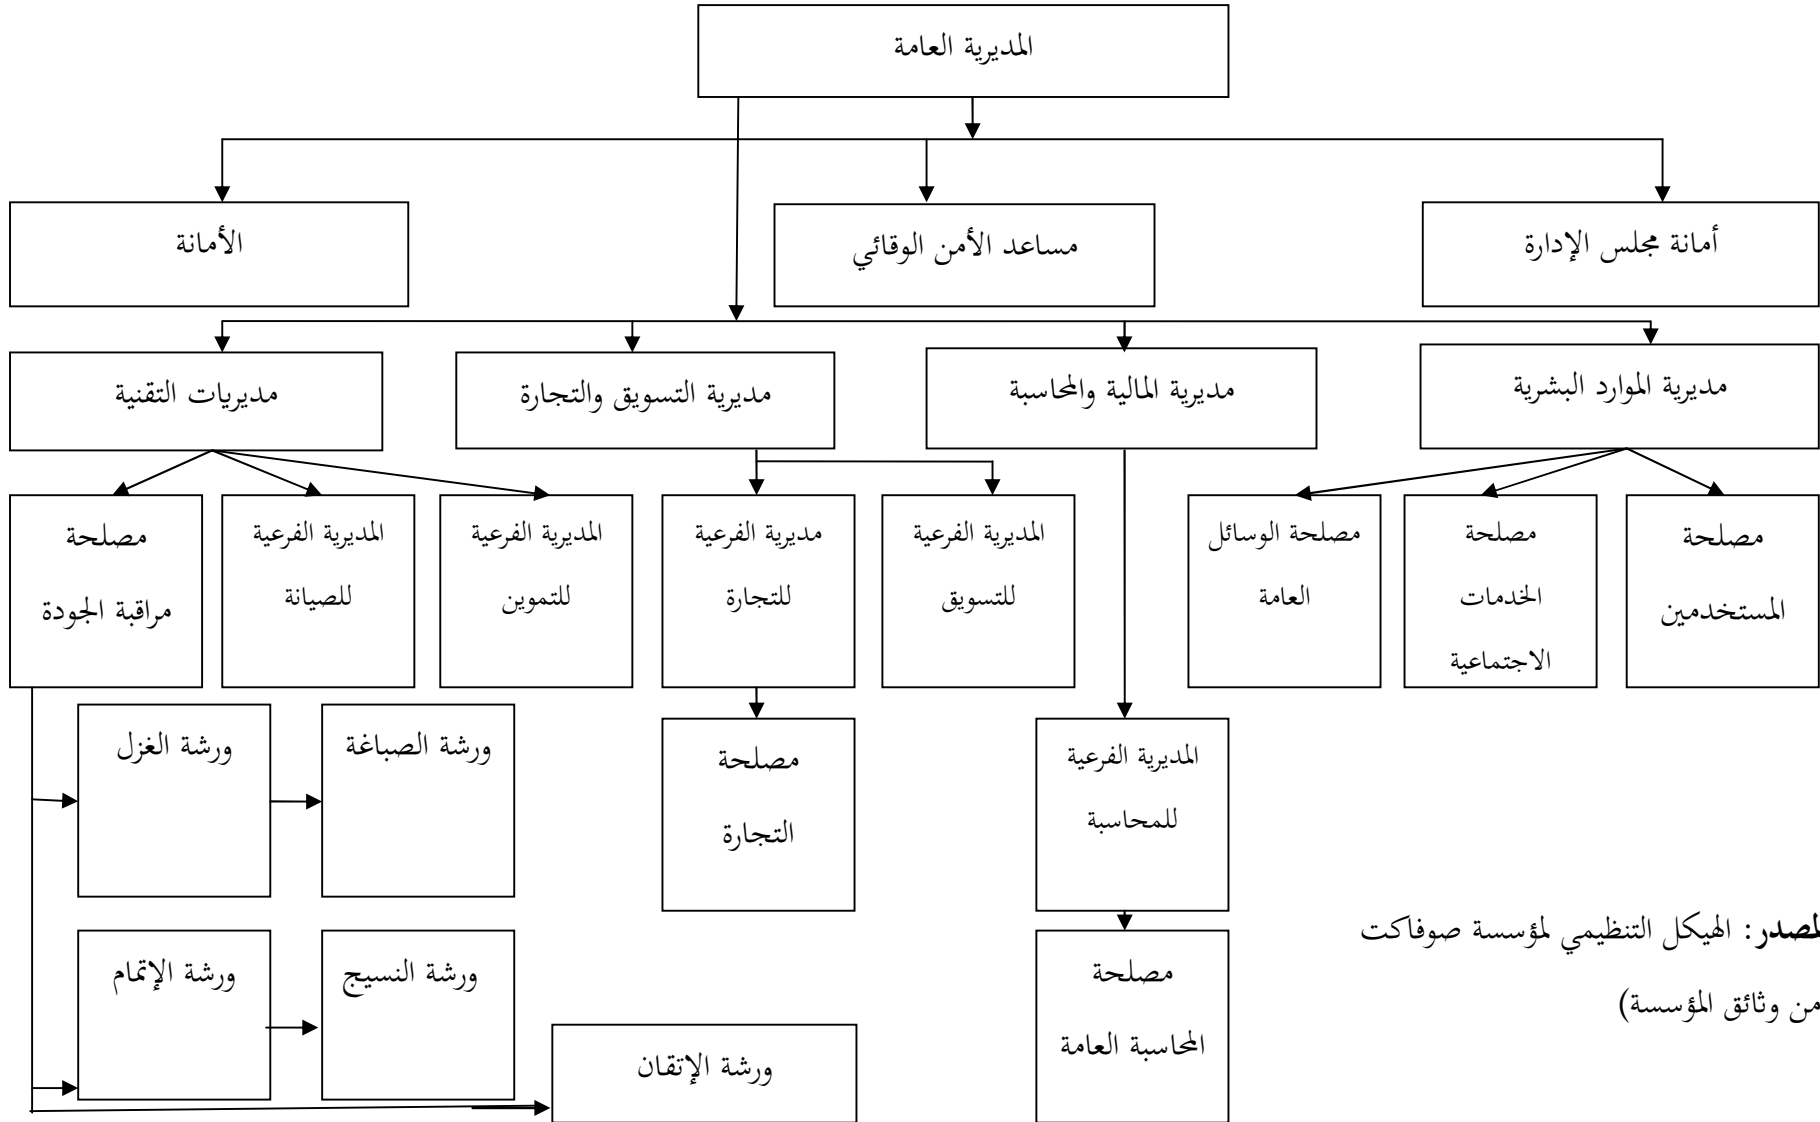 المديرية العامة
أمانة مجلس الإدارة
مساعد الأمن الوقائي
الأمانة
مديرية الموارد البشرية
مديرية المالية والمحاسبة
مديرية التسويق والتجارة
مديريات التقنية
مصلحة
المستخدمين
مصلحة
الخدمات
الاجتماعية
مصلحة الوسائل
العامة
المديرية الفرعية
للتسويق
مديرية الفرعية
للتجارة
المديرية الفرعية
للتموين
المديرية الفرعية
للصيانة
مصلحة
مراقبة الجودة
المديرية الفرعية
للمحاسبة
مصلحة
التجارة
ورشة الصباغة
ورشة الغزل
مصلحة
المحاسبة العامة
ورشة النسيج
ورشة الإتمام
ورشة الإتقان
لمصدر: الهيكل التنظيمي لمؤسسة صوفاكت
من وثائق المؤسسة)